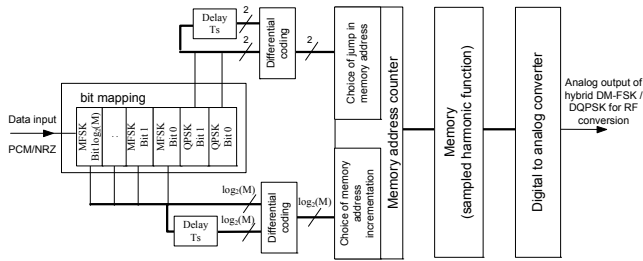 Delay
Ts
2
2
Differential
coding
2
Choice of jump in
memory address
Memory address counter
Memory
(sampled harmonic function)
Digital to analog converter
Analog output of
hybrid DM-FSK /
DQPSK for RF
conversion
bit mapping
Data input
PCM/NRZ
MFSK
Bit log2(M)
..
MFSK
Bit 1
MFSK
Bit 0
QPSK
Bit 1
QPSK
Bit 0
log2(M)
Delay
Ts
log2(M)
Differential
coding
log2(M)
Choice of memory
address
incrementation